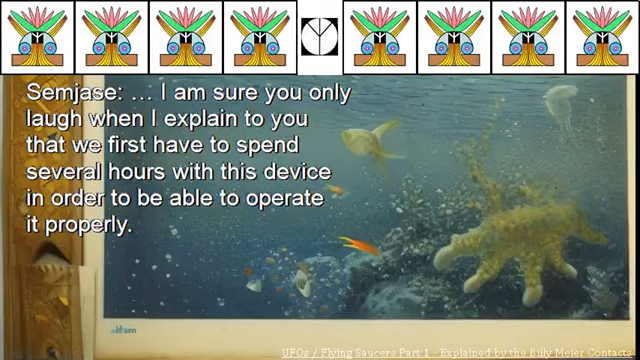 Semjase: … I am sure you only
laugh when I explain to you
that we first have to spend
several hours with this device
in order to be able to operate
it properly.
UFOs / Flying Saucers Part 1 - Explained by the Billy Meier Contacts